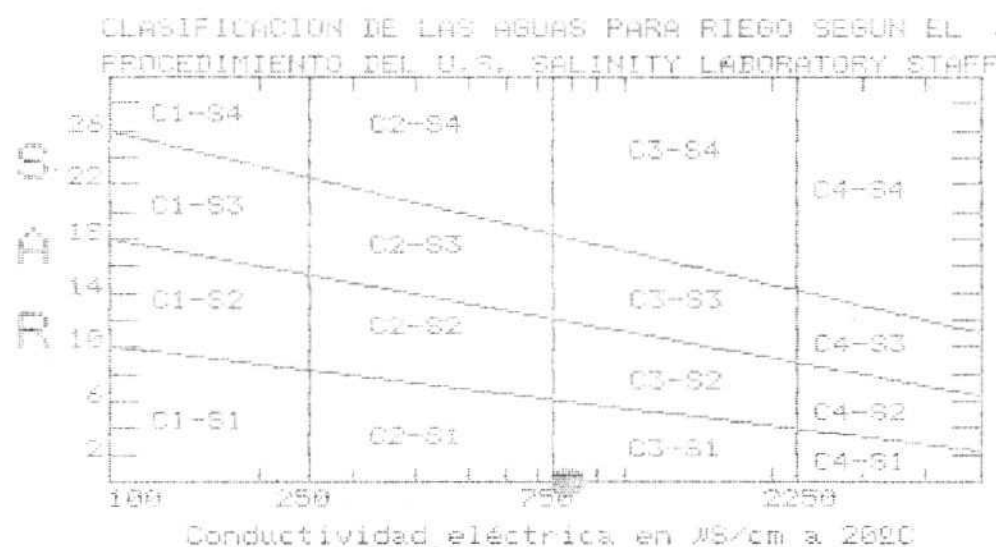 CLASIFICACION DE LAS AGUAS PARA RIEGO SEGUN EL
PROCEDIMIENTO DEL U.S. SALINITY LABORATORY STAFF
C1-S4
C2-S4
C3-S4
C4-S4
C1-S3
C2-S3
C3-S3
C4-S3
C1-S2
C2-S2
C3-S2
C4-S2
C1-S1
C2-S1
C3-S1
C4-S1
R A S
26
22
18
14
10
6
2
100 250 750 2250
Conductividad eléctrica en µS/cm a 20ºC